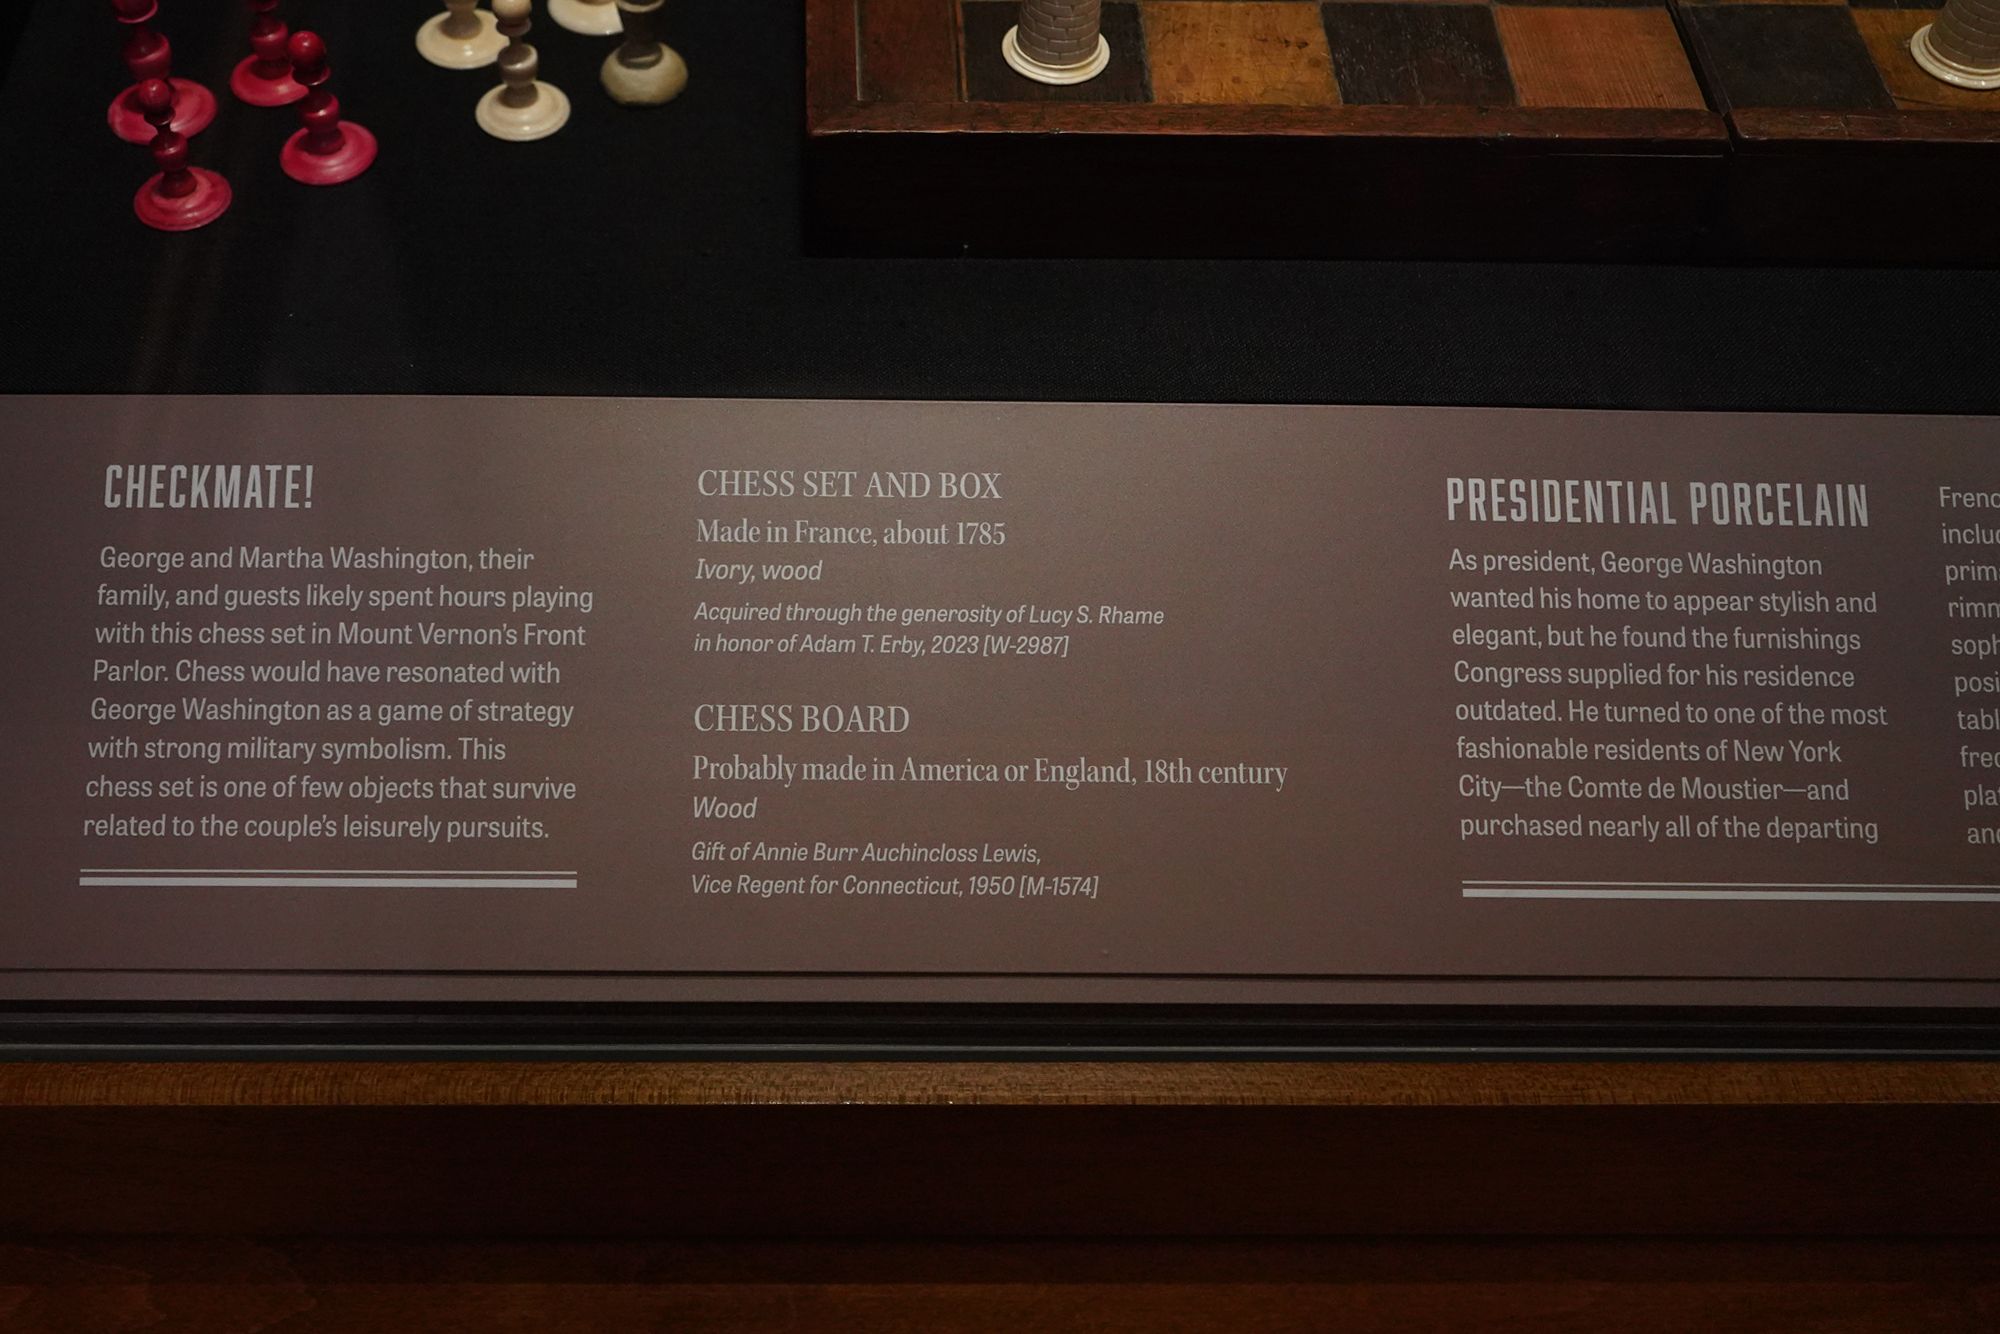 CHECKMATE!
George and Martha Washington, their
family, and guests likely spent hours playing
with this chess set in Mount Vernon's Front
Parlor. Chess would have resonated with
George Washington as a game of strategy
with strong military symbolism. This
chess set is one of few objects that survive
related to the couple's leisurely pursuits.
CHESS SET AND BOX
Made in France, about 1785
Ivory, wood
Acquired through the generosity of Lucy S. Rhame
in honor of Adam T. Erby, 2023 [W-2987]
CHESS BOARD
Probably made in America or England, 18th century
Wood
Gift of Annie Burr Auchincloss Lewis,
Vice Regent for Connecticut, 1950 [M-1574]
PRESIDENTIAL PORCELAIN
As president, George Washington
wanted his home to appear stylish and
elegant, but he found the furnishings
Congress supplied for his residence
outdated. He turned to one of the most
fashionable residents of New York
City—the Comte de Moustier—and
purchased nearly all of the departing